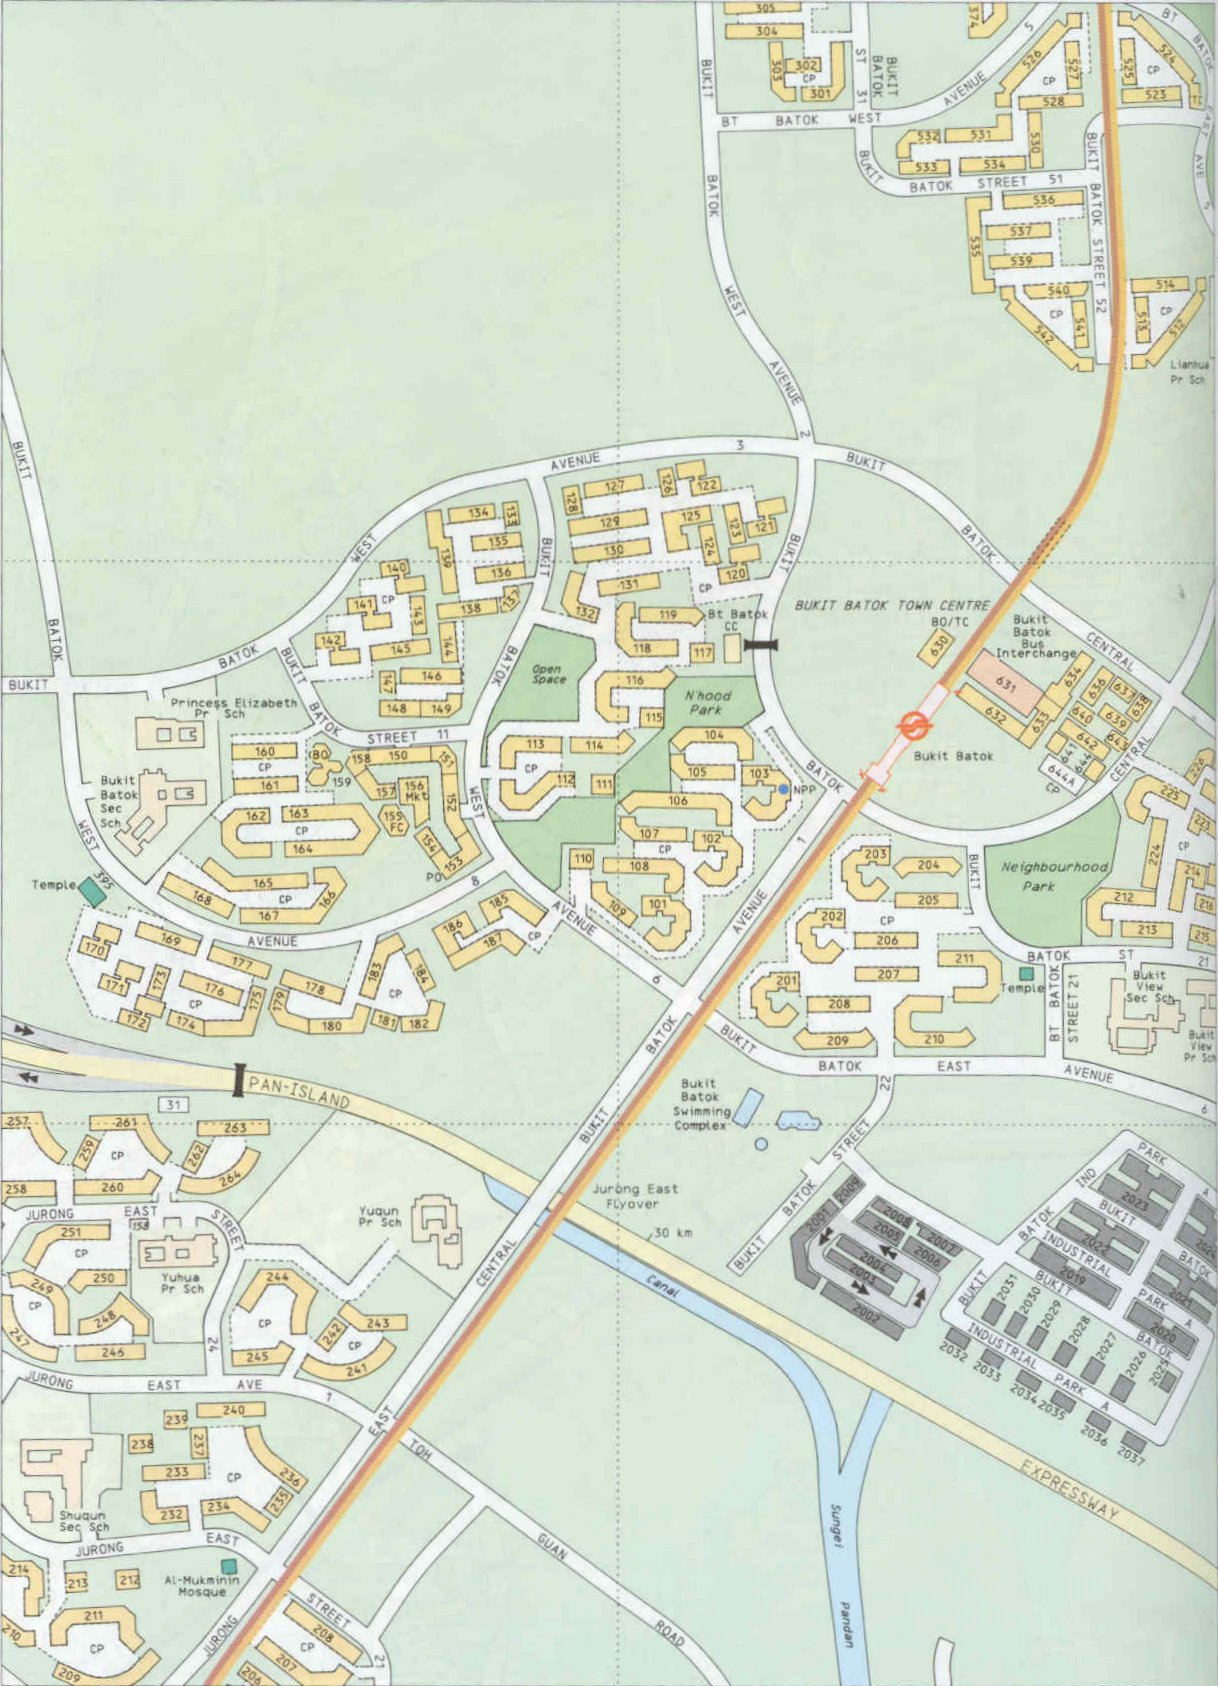 305
304
303
302
CP
301
ST 31
BUKIT BATOK
374
AVENUE 5
526
CP
527
528
525
524
CP
523
BT BATOK
EAST AVE 5
BUKIT
BT BATOK WEST AVENUE
532
531
530
533
534
BUKIT BATOK STREET 51
BUKIT BATOK STREET 52
536
535
537
539
540
CP
541
542
514
CP
513
512
Lianhua
Pr Sch
BATOK
WEST
AVENUE
2
BUKIT
AVENUE 3
BUKIT
BATOK
CENTRAL
WEST
BATOK
BUKIT
127
126
122
128
129
125
123
121
124
130
120
131
CP
132
119
118
117
116
115
Bt Batok
CC
134
133
135
139
136
137
138
140
141
CP
143
142
145
144
146
147
148
149
BUKIT BATOK STREET 11
BUKIT
BATOK
WEST
Open
Space
N'hood
Park
BUKIT BATOK TOWN CENTRE
BO/TC
630
Bukit
Batok
Bus
Interchange
631
632
633
634
636
637
638
639
640
641
642
643
644
644A
CP
CENTRAL
Bukit Batok
BUKIT
BATOK
Princess Elizabeth
Pr Sch
Bukit
Batok
Sec
Sch
160
CP
161
BO
159
158
150
151
157
156
Mkt
152
155
FC
154
153
PO
162
163
CP
164
165
CP
166
167
168
113
114
CP
112
111
104
105
103
NPP
106
107
CP
102
108
110
109
101
Temple
595
BATOK
WEST
AVENUE
8
AVENUE
6
186
185
187
CP
169
170
171
173
172
174
CP
176
175
177
178
179
180
181
182
183
184
CP
203
204
205
202
CP
206
207
201
208
209
210
211
Temple
Neighbourhood
Park
226
225
223
224
CP
214
212
213
216
215
BUKIT
BATOK
ST
21
BT BATOK
STREET 21
Bukit
View
Sec Sch
Bukit
View
Pr Sch
BUKIT
BATOK
AVENUE
1
BUKIT
BATOK
EAST
AVENUE
6
PAN-ISLAND
31
Bukit
Batok
Swimming
Complex
BUKIT BATOK STREET 22
257
259
261
CP
262
263
264
258
260
JURONG EAST STREET
24
158
251
CP
250
249
CP
248
247
246
Yuhua
Pr Sch
Yuqun
Pr Sch
244
CP
242
243
CP
245
241
Jurong East
Flyover
30 km
Canal
CENTRAL
2009
2001
2008
2005
2007
2006
2004
2003
2002
IND PARK A
BUKIT BATOK
2023
BUKIT BATOK
INDUSTRIAL PARK A
2022
2019
2021
2020
BUKIT BATOK
2031
2030
2029
2028
2027
2026
2025
BUKIT
INDUSTRIAL PARK A
2032
2033
2034
2035
2036
2037
EXPRESSWAY
JURONG EAST AVE 1
240
239
238
237
233
CP
236
235
234
232
EAST
TOH
GUAN
ROAD
Shuqun
Sec Sch
JURONG EAST
STREET
21
Al-Mukminin
Mosque
214
213
212
211
CP
210
209
JURONG
208
CP
207
206
Sungei
Pandan